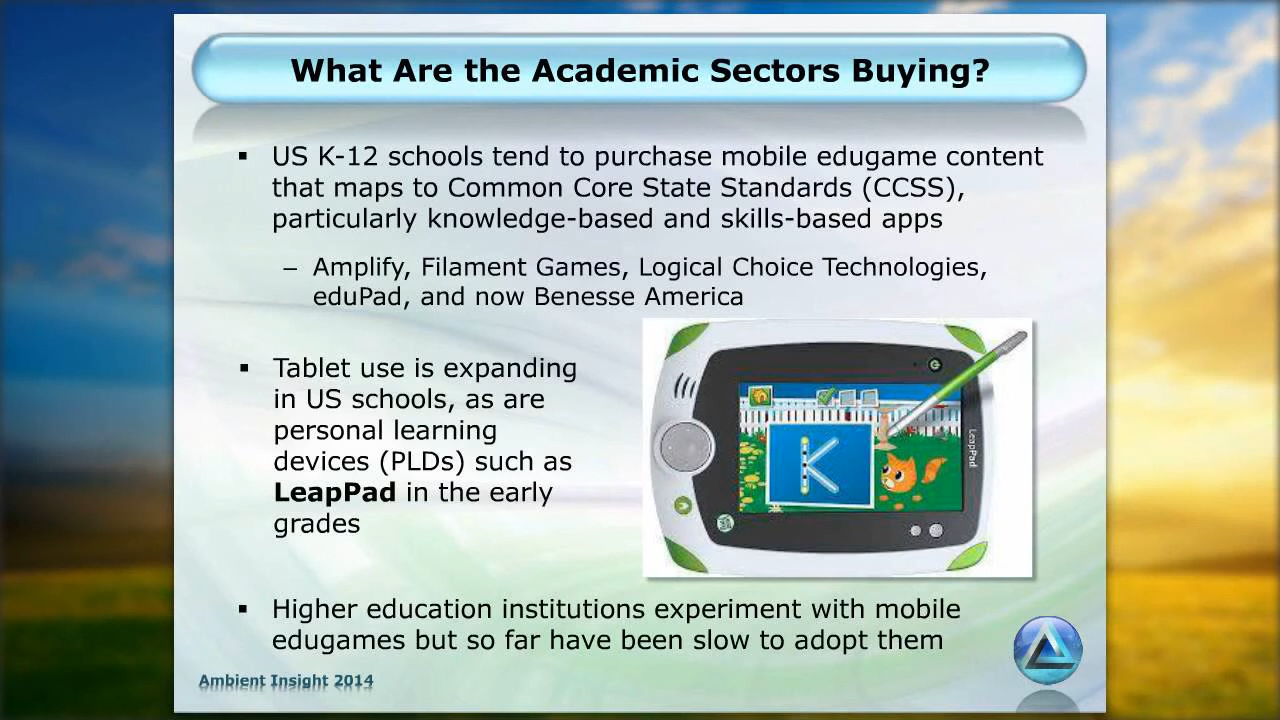 What Are the Academic Sectors Buying?
▪ US K-12 schools tend to purchase mobile edugame content
that maps to Common Core State Standards (CCSS),
particularly knowledge-based and skills-based apps
– Amplify, Filament Games, Logical Choice Technologies,
eduPad, and now Benesse America
▪ Tablet use is expanding
in US schools, as are
personal learning
devices (PLDs) such as
LeapPad in the early
grades
K
LeapPad
▪ Higher education institutions experiment with mobile
edugames but so far have been slow to adopt them
Ambient Insight 2014